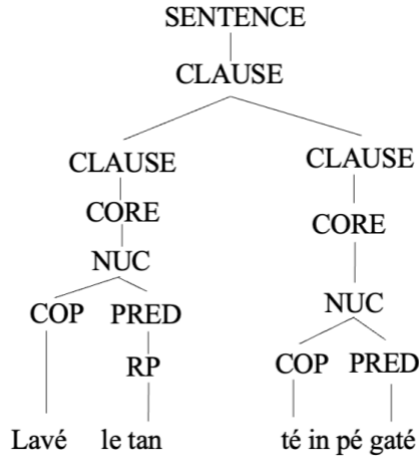 SENTENCE
CLAUSE
CLAUSE CLAUSE
CORE CORE
NUC
NUC
COP PRED
RP COP PRED
Lavé le tan té in pé gaté